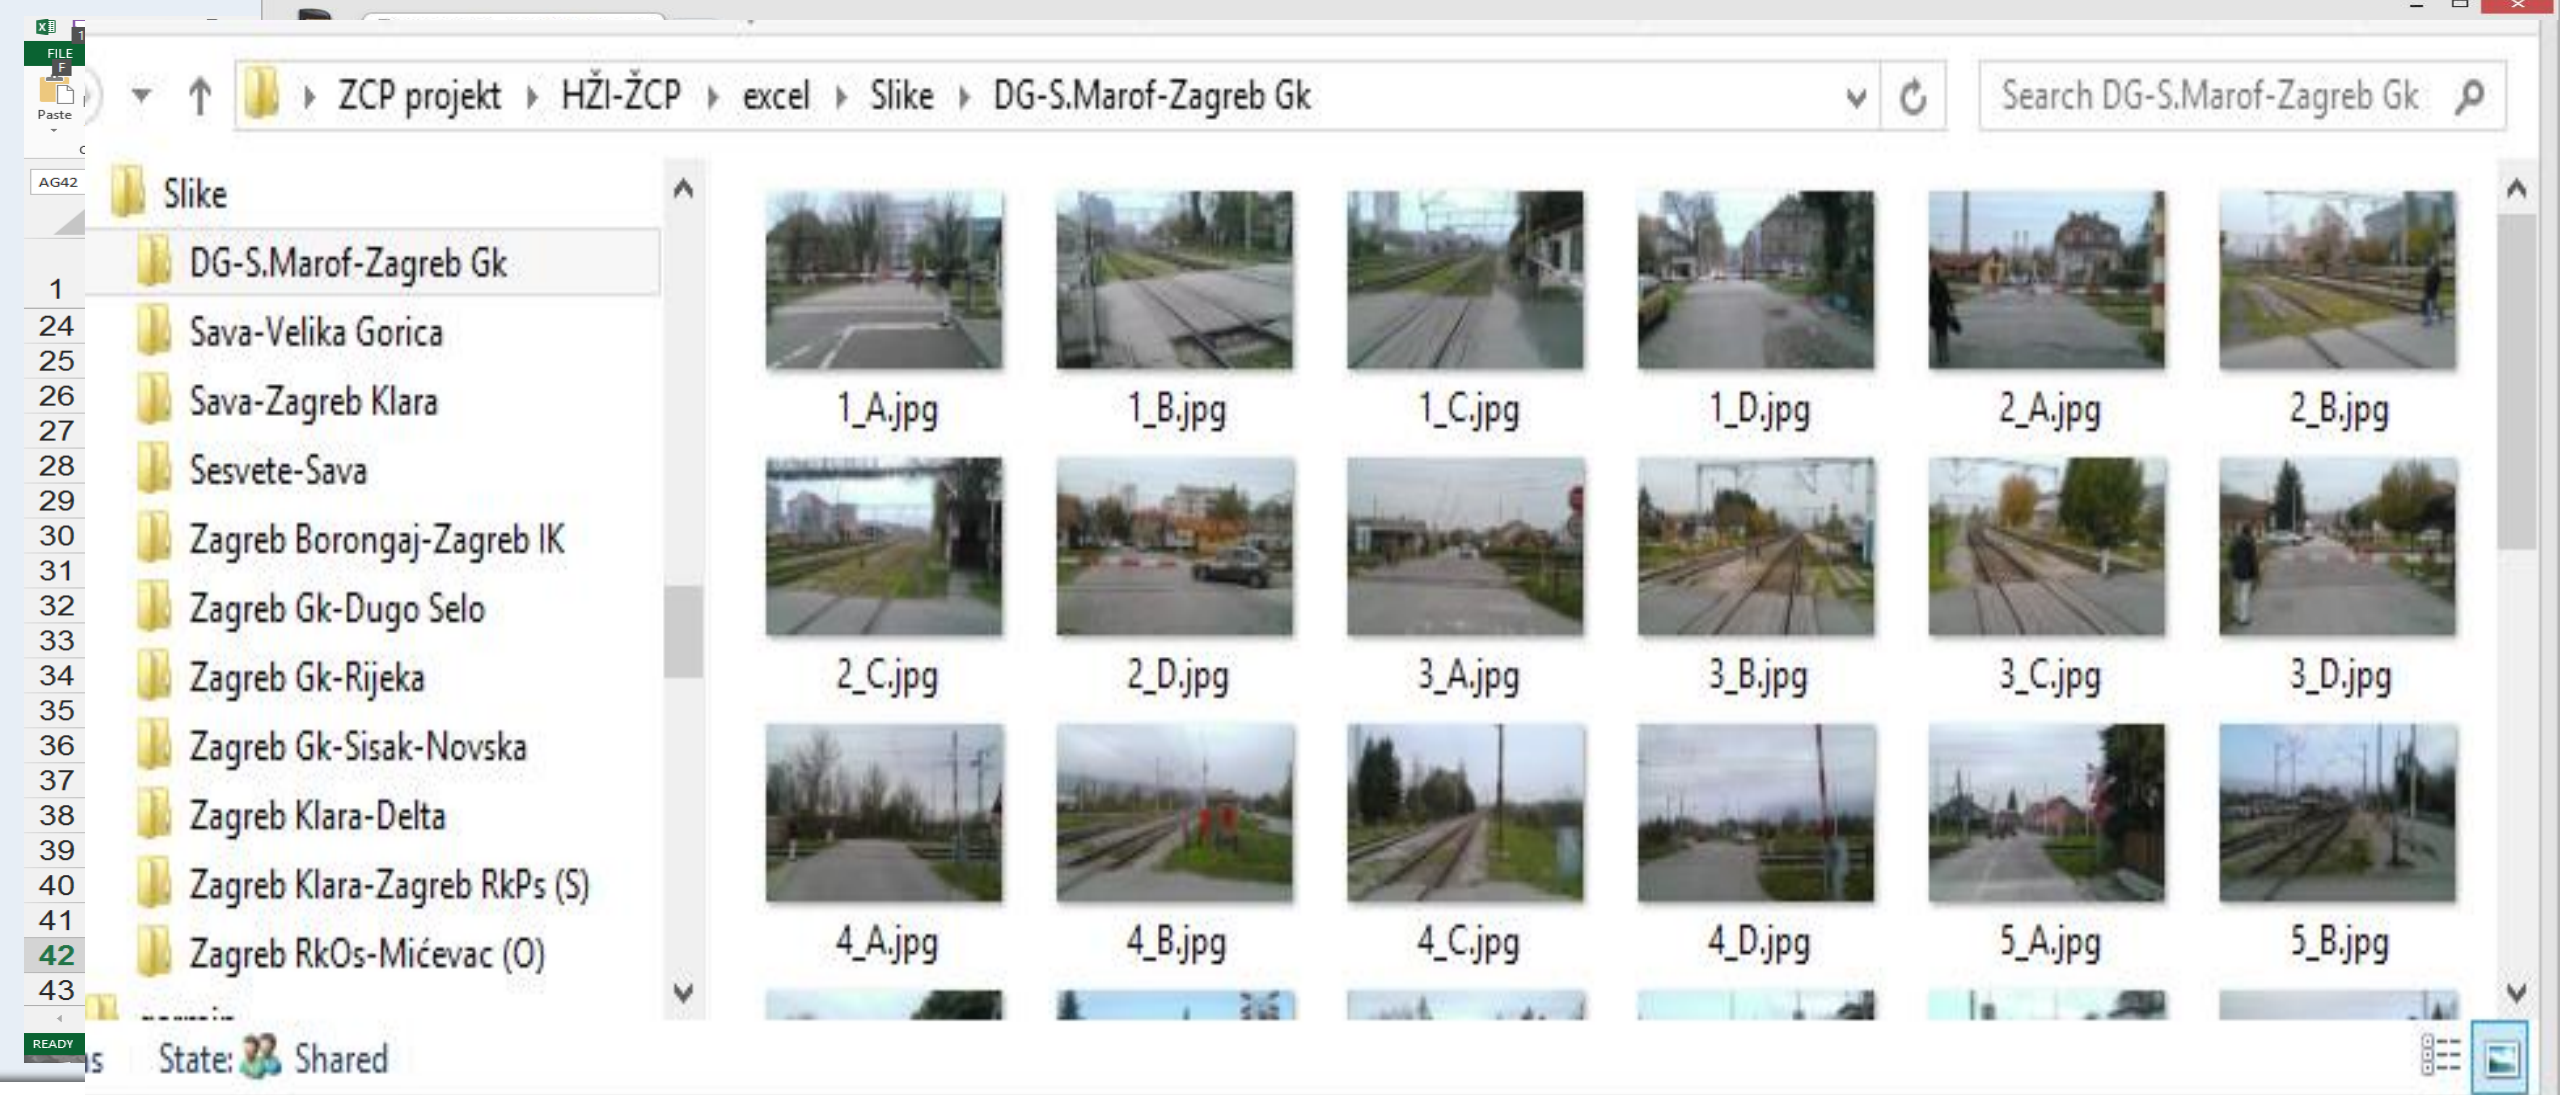 FILE
F
1
Paste
AG42
ZCP projekt HŽI-ŽCP excel Slike DG-S.Marof-Zagreb Gk
Search DG-S.Marof-Zagreb Gk
Slike
DG-S.Marof-Zagreb Gk
Sava-Velika Gorica
Sava-Zagreb Klara
Sesvete-Sava
Zagreb Borongaj-Zagreb IK
Zagreb Gk-Dugo Selo
Zagreb Gk-Rijeka
Zagreb Gk-Sisak-Novska
Zagreb Klara-Delta
Zagreb Klara-Zagreb RkPs (S)
Zagreb RkOs-Mićevac (O)
1
24
25
26
27
28
29
30
31
32
33
34
35
36
37
38
39
40
41
42
43
1_A.jpg 1_B.jpg 1_C.jpg 1_D.jpg 2_A.jpg 2_B.jpg
2_C.jpg 2_D.jpg 3_A.jpg 3_B.jpg 3_C.jpg 3_D.jpg
4_A.jpg 4_B.jpg 4_C.jpg 4_D.jpg 5_A.jpg 5_B.jpg
READY
State: Shared